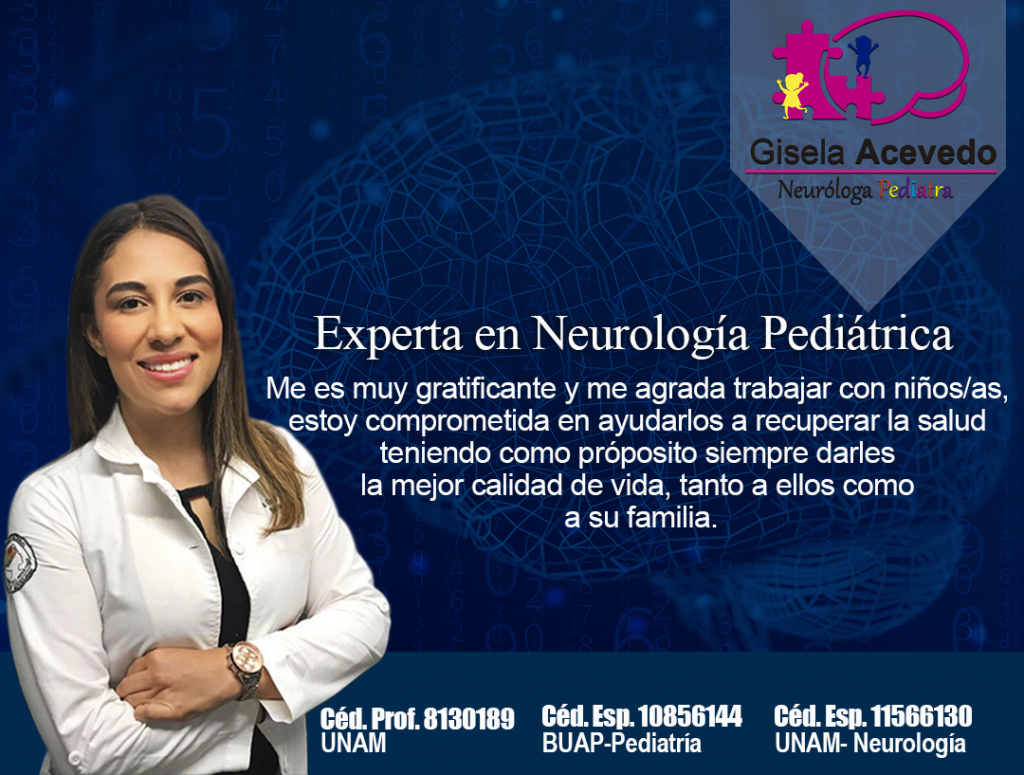 Gisela Acevedo
Neuróloga Pediatra
Experta en Neurología Pediátrica
Me es muy gratificante y me agrada trabajar con niños/as,
estoy comprometida en ayudarlos a recuperar la salud
teniendo como próposito siempre darles
la mejor calidad de vida, tanto a ellos como
a su familia.
Céd. Prof. 8130189
UNAM
Céd. Esp. 10856144
BUAP-Pediatría
Céd. Esp. 11566130
UNAM- Neurología